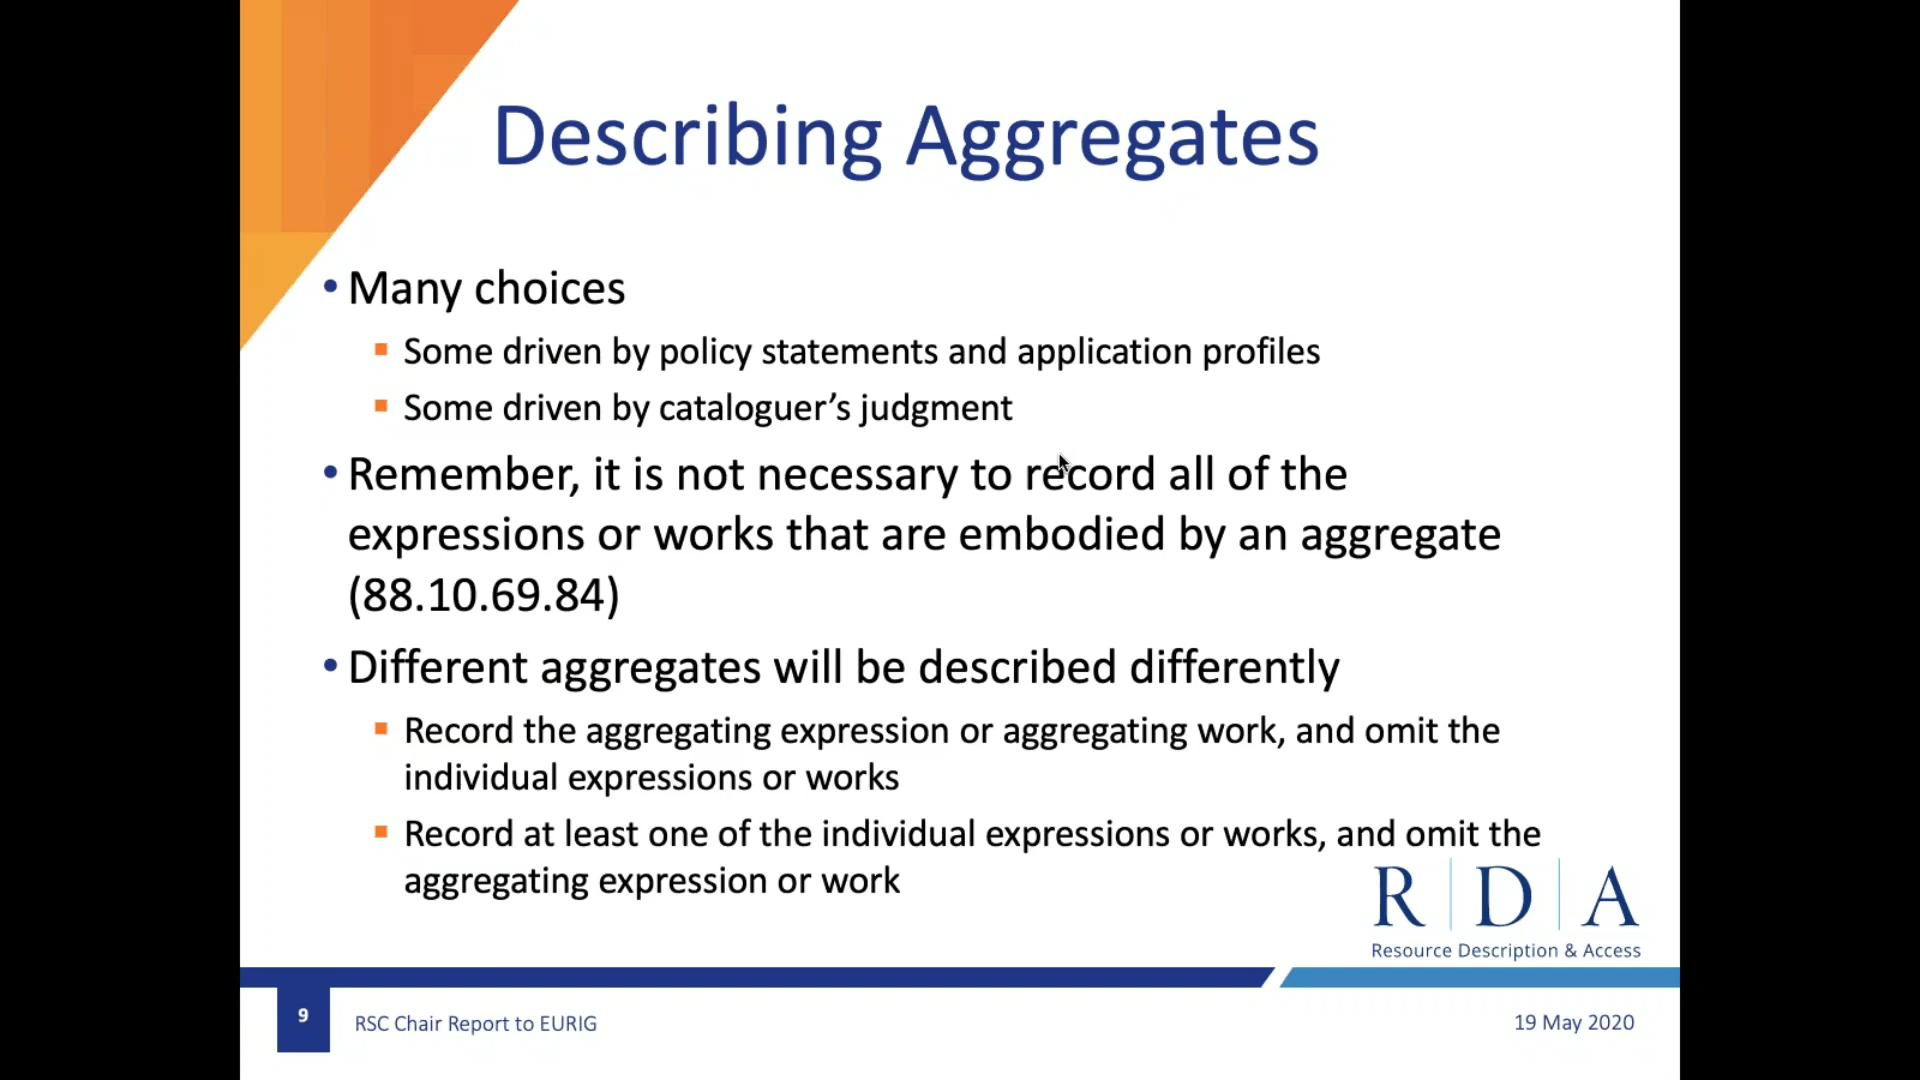 Describing Aggregates
• Many choices
▪ Some driven by policy statements and application profiles
▪ Some driven by cataloguer’s judgment
• Remember, it is not necessary to record all of the
expressions or works that are embodied by an aggregate
(88.10.69.84)
• Different aggregates will be described differently
▪ Record the aggregating expression or aggregating work, and omit the
individual expressions or works
▪ Record at least one of the individual expressions or works, and omit the
aggregating expression or work
R D A
Resource Description & Access
9
RSC Chair Report to EURIG
19 May 2020